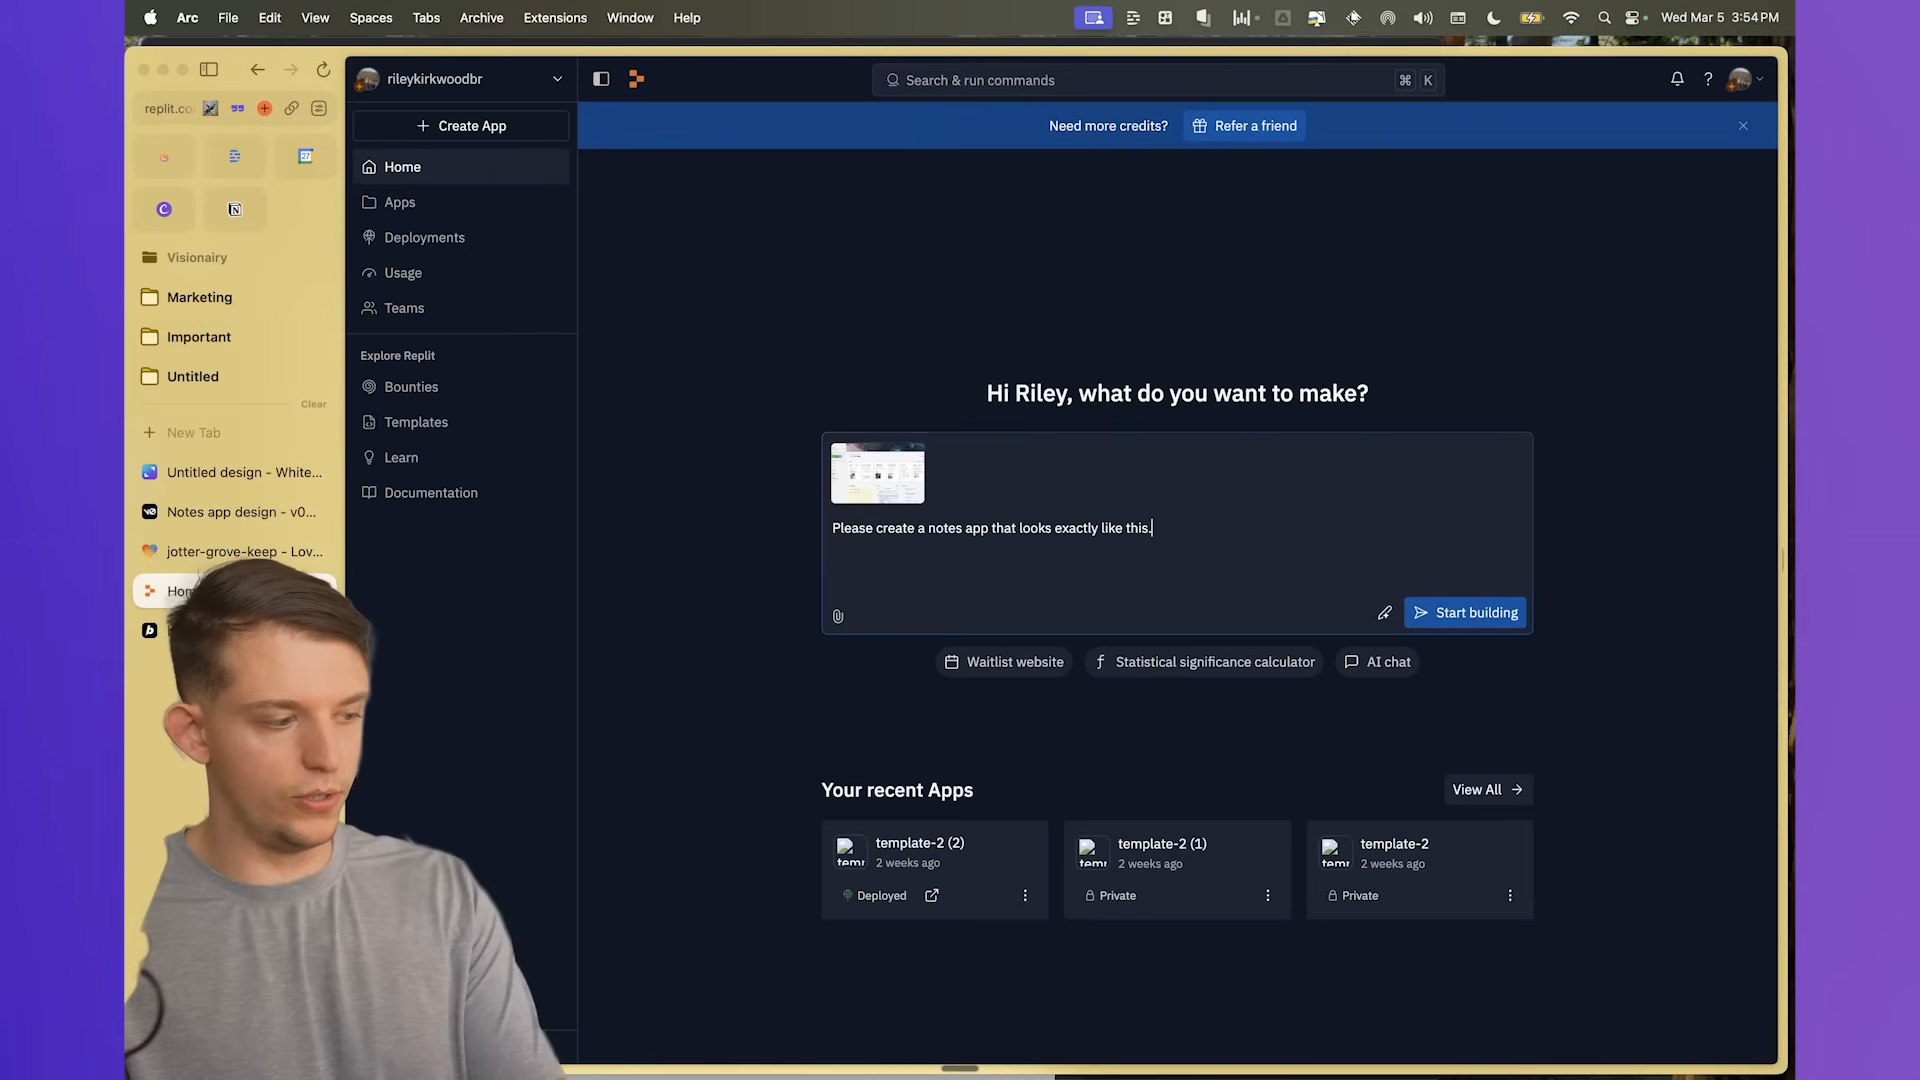 Arc File Edit View Spaces Tabs Archive Extensions Window Help
Wed Mar 5 3:54 PM
replit.co
27
Visionairy
Marketing
Important
Untitled
Clear
New Tab
Untitled design - White...
Notes app design - v0...
jotter-grove-keep - Lov...
rileykirkwoodbr
Create App
Home
Apps
Deployments
Usage
Teams
Explore Replit
Bounties
Templates
Learn
Documentation
Search & run commands
⌘ K
Need more credits? Refer a friend
Hi Riley, what do you want to make?
Please create a notes app that looks exactly like this.
Start building
Waitlist website
Statistical significance calculator
AI chat
Your recent Apps
View All
template-2 (2)
2 weeks ago
Deployed
template-2 (1)
2 weeks ago
Private
template-2
2 weeks ago
Private